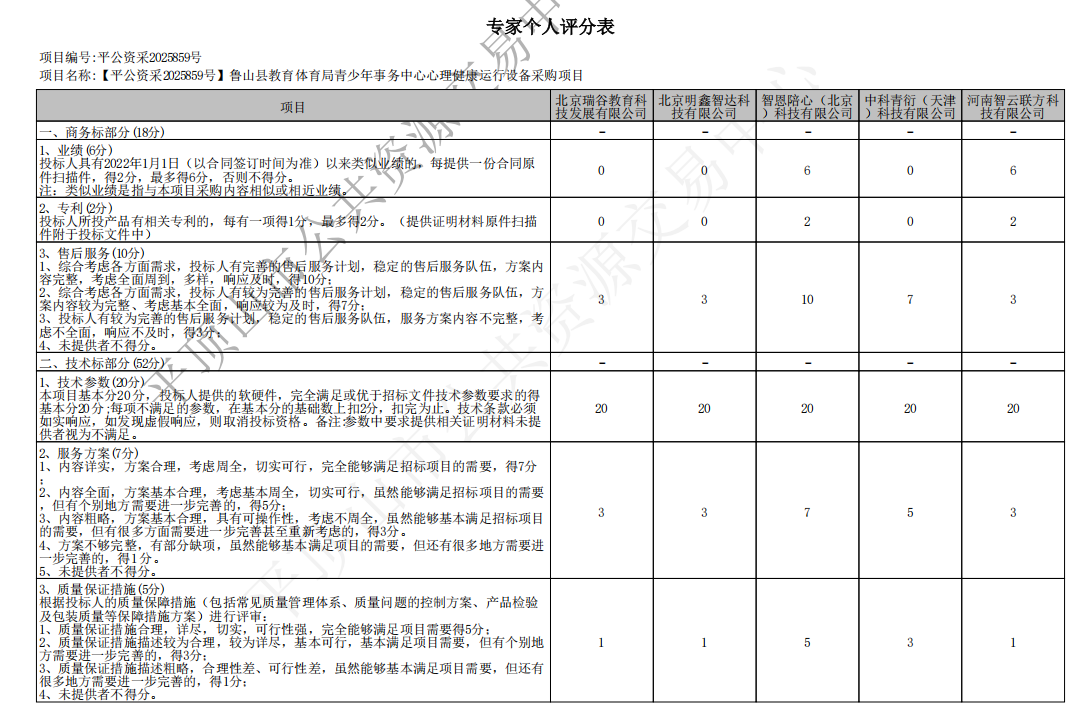 专家个人评分表
项目编号:平公资采2025859号
项目名称:【平公资采2025859号】鲁山县教育体育局青少年事务中心心理健康运行设备采购项目
项目 北京瑞谷教育科 北京明鑫智达科 智恩陪心（北京 中科青衍（天津 河南智云联方科
技发展有限公司 技有限公司 ）科技有限公司 ）科技有限公司 技有限公司
一、商务标部分(18分) － － － － －
1、业绩(6分)
投标人具有2022年1月1日（以合同签订时间为准）以来类似业绩的，每提供一份合同原
件扫描件，得2分，最多得6分，否则不得分。
注：类似业绩是指与本项目采购内容相似或相近业绩。
0 0 6 0 6
2、专利(2分)
投标人所投产品有相关专利的，每有一项得1分，最多得2分。（提供证明材料原件扫描
件附于投标文件中）
0 0 2 0 2
3、售后服务(10分)
1、综合考虑各方面需求，投标人有完善的售后服务计划，稳定的售后服务队伍，方案内
容完整，考虑全面周到，多样，响应及时，得10分；
2、综合考虑各方面需求，投标人有较为完善的售后服务计划，稳定的售后服务队伍，方
案内容较为完整、考虑基本全面，响应较为及时，得7分；
3、投标人有较为完善的售后服务计划，稳定的售后服务队伍，服务方案内容不完整，考
虑不全面，响应不及时，得3分；
4、未提供者不得分。
3 3 10 7 3
二、技术标部分(52分) － － － － －
1、技术参数(20分)
本项目基本分20分，投标人提供的软硬件，完全满足或优于招标文件技术参数要求的得
基本分20分;每项不满足的参数，在基本分的基础数上扣2分，扣完为止。技术条款必须
如实响应，如发现虚假响应，则取消投标资格。备注:参数中要求提供相关证明材料未提
供者视为不满足。
20 20 20 20 20
2、服务方案(7分)
1、内容详实，方案合理，考虑周全，切实可行，完全能够满足招标项目的需要，得7分
；
2、内容全面，方案基本合理，考虑基本周全，切实可行，虽然能够满足招标项目的需要
，但有个别地方需要进一步完善的，得5分；
3、内容粗略，方案基本合理，具有可操作性，考虑不周全，虽然能够基本满足招标项目
的需要，但有很多方面需要进一步完善甚至重新考虑的，得3分。
4、方案不够完整，有部分缺项，虽然能够基本满足项目的需要，但还有很多地方需要进
一步完善的，得1分。
5、未提供者不得分。
3 3 7 5 3
3、质量保证措施(5分)
根据投标人的质量保障措施（包括常见质量管理体系、质量问题的控制方案、产品检验
及包装质量等保障措施方案）进行评审:
1、质量保证措施合理，详尽，切实，可行性强，完全能够满足项目需要得5分；
2、质量保证措施描述较为合理，较为详尽，基本可行，基本满足项目需要，但有个别地
方需要进一步完善的，得3分；
3、质量保证措施描述粗略，合理性差、可行性差，虽然能够基本满足项目需要，但还有
很多地方需要进一步完善的，得1分；
4、未提供者不得分。
1 1 5 3 1
平顶山市公共资源交易中
平顶山市公共资源交易中心